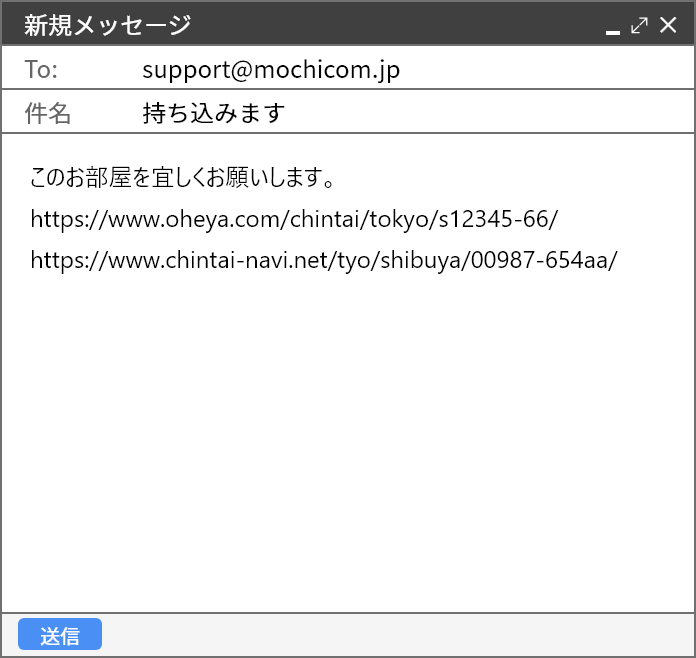 新規メッセージ
To: support@mochicom.jp
件名 持ち込みます
このお部屋を宜しくお願いします。
https://www.oheya.com/chintai/tokyo/s12345-66/
https://www.chintai-navi.net/tyo/shibuya/00987-654aa/
送信